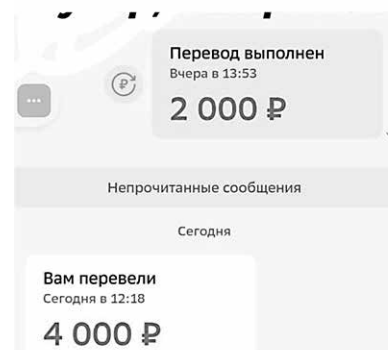 Перевод выполнен
Вчера в 13:53
2 000 ₽
Непрочитанные сообщения
Сегодня
Вам перевели
Сегодня в 12:18
4 000 ₽